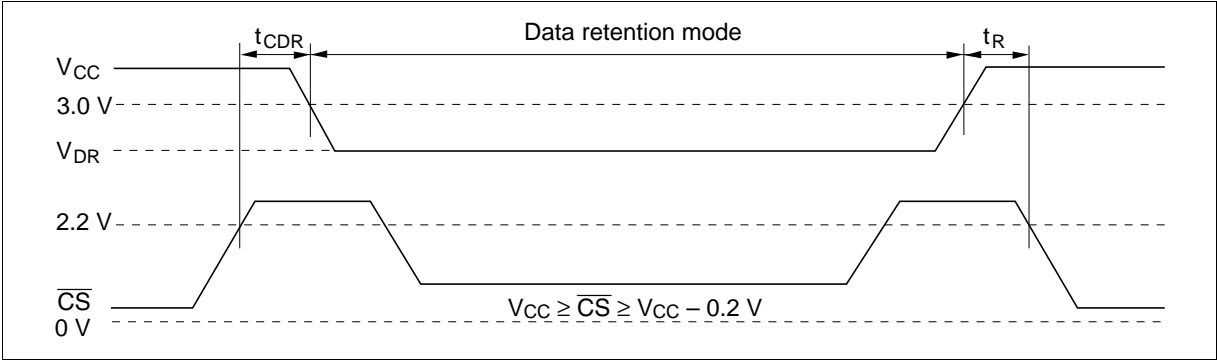 tCDR Data retention mode tR
VCC
3.0 V
VDR
2.2 V
CS
0 V
VCC ≥ CS ≥ VCC – 0.2 V